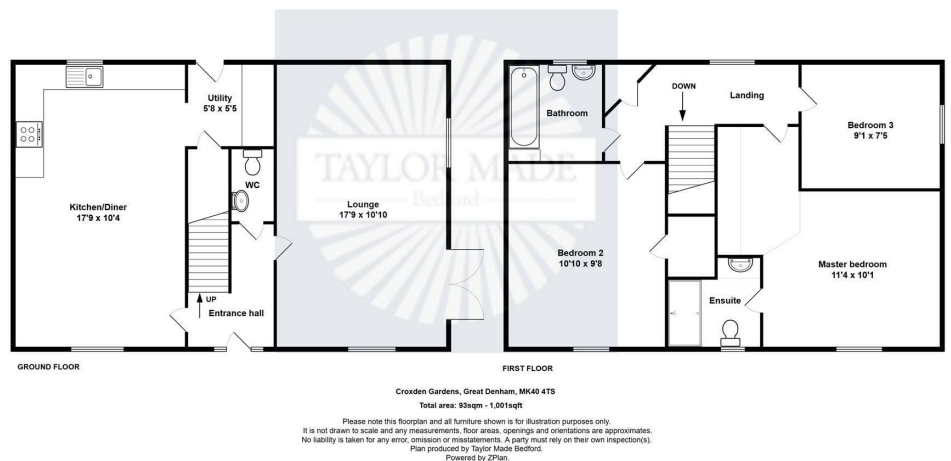 Utility
5'8 x 5'5
WC
Kitchen/Diner
17'9 x 10'4
Lounge
17'9 x 10'10
UP
Entrance hall
GROUND FLOOR
TAYLOR MADE
Bedford
Bathroom
DOWN
Landing
Bedroom 3
9'1 x 7'5
Bedroom 2
10'10 x 9'8
Master bedroom
11'4 x 10'1
Ensuite
FIRST FLOOR
Croxden Gardens, Great Denham, MK40 4TS
Total area: 93sqm - 1,001sqft
Please note this floorplan and all furniture shown is for illustration purposes only.
It is not drawn to scale and any measurements, floor areas, openings and orientations are approximates.
No liability is taken for any error, omission or misstatements. A party must rely on their own inspection(s).
Plan produced by Taylor Made Bedford.
Powered by ZPlan.